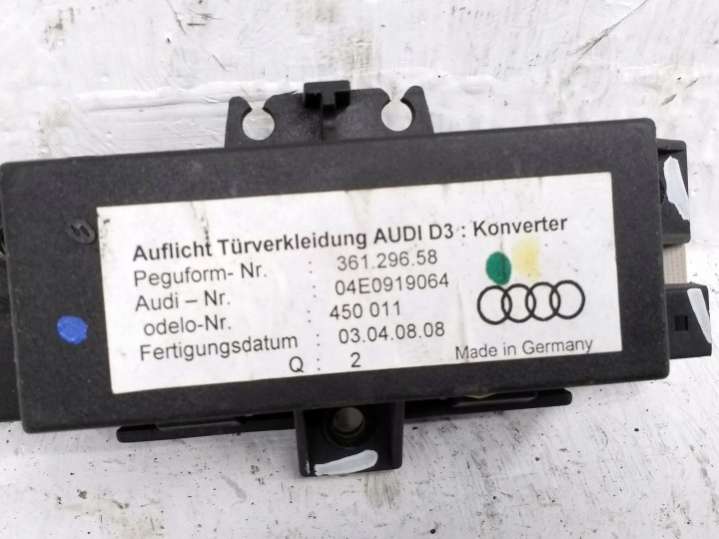 Auflicht Türverkleidung AUDI D3 : Konverter
Peguform- Nr. : 361.296.58
Audi – Nr. : 04E0919064
odelo-Nr. : 450 011
Fertigungsdatum : 03.04.08.08
Q : 2
Made in Germany